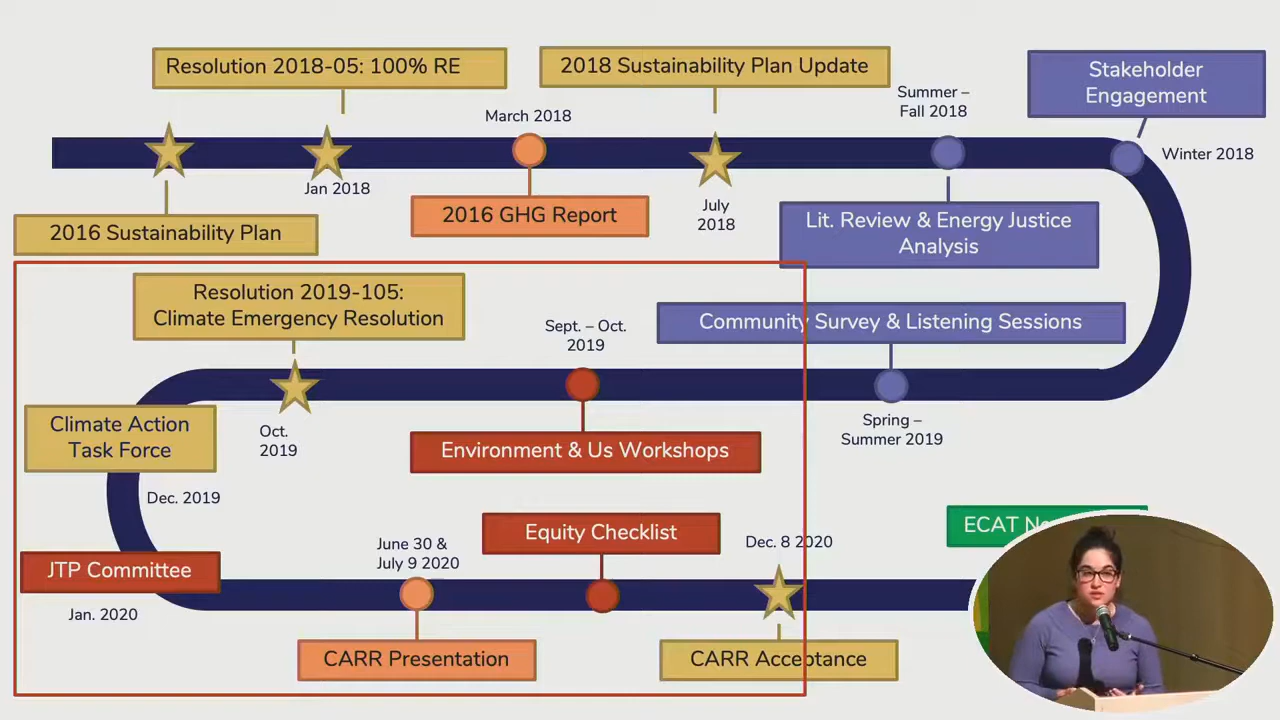 Resolution 2018-05: 100% RE
2018 Sustainability Plan Update
Stakeholder
Engagement
Summer –
Fall 2018
March 2018
Winter 2018
Jan 2018
2016 Sustainability Plan
2016 GHG Report
July
2018
Lit. Review & Energy Justice
Analysis
Resolution 2019-105:
Climate Emergency Resolution
Sept. – Oct.
2019
Community Survey & Listening Sessions
Climate Action
Task Force
Oct.
2019
Environment & Us Workshops
Spring –
Summer 2019
Dec. 2019
JTP Committee
Jan. 2020
June 30 &
July 9 2020
Equity Checklist
Dec. 8 2020
ECAT
CARR Presentation
CARR Acceptance